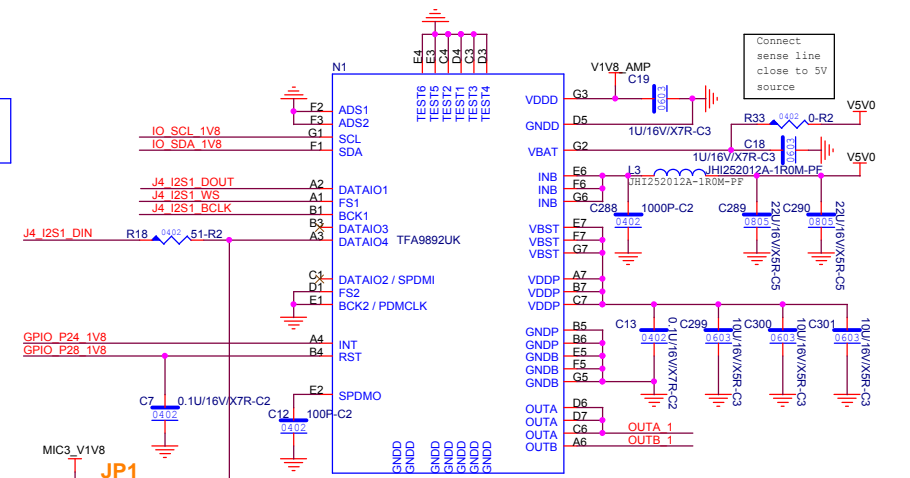 Connect
sense line
close to 5V
source
E4
E3
C4
D4
C3
D3
N1
V1V8_AMP
C19
0603
1U/16V/X7R-C3
TEST6
TEST5
TEST2
TEST1
TEST3
TEST4
F2 ADS1
F3 ADS2
IO_SCL_1V8 G1 SCL
IO_SDA_1V8 F1 SDA
J4_I2S1_DOUT A2 DATAIO1
J4_I2S1_WS A1 FS1
J4_I2S1_BCLK B1 BCK1
B3 DATAIO3
J4_I2S1_DIN R18 0402 51-R2 A3 DATAIO4
TFA9892UK
C1 DATAIO2 / SPDMI
D1 FS2
E1 BCK2 / PDMCLK
GPIO_P24_1V8 A4 INT
GPIO_P28_1V8 B4 RST
E2 SPDMO
C7 0.1U/16V/X7R-C2
0402
C12 100P-C2
0402
MIC3_V1V8
JP1
GNDD
GNDD
GNDD
GNDD
GNDD
GNDD
GNDD
GNDD
VDDD G3
GNDD D5
VBAT G2
R33 0402 0-R2 V5V0
C18
0603
1U/16V/X7R-C3
V5V0
INB E6
INB F6
INB G6
L3
JHI252012A-1R0M-PF
JHI252012A-1R0M-PF
C288 1000P-C2
0402
C289
0805
22U/16V/X5R-C5
C290
0805
22U/16V/X5R-C5
VBST E7
VBST F7
VBST G7
VDDP A7
VDDP B7
VDDP C7
GNDP B5
GNDP B6
GNDB E5
GNDB F5
GNDB G5
C13
0402
0.1U/16V/X7R-C2
C299
0603
10U/16V/X5R-C3
C300
0603
10U/16V/X5R-C3
C301
0603
10U/16V/X5R-C3
OUTA D6
OUTA D7
OUTA C6 OUTA_1
OUTB A6 OUTB_1